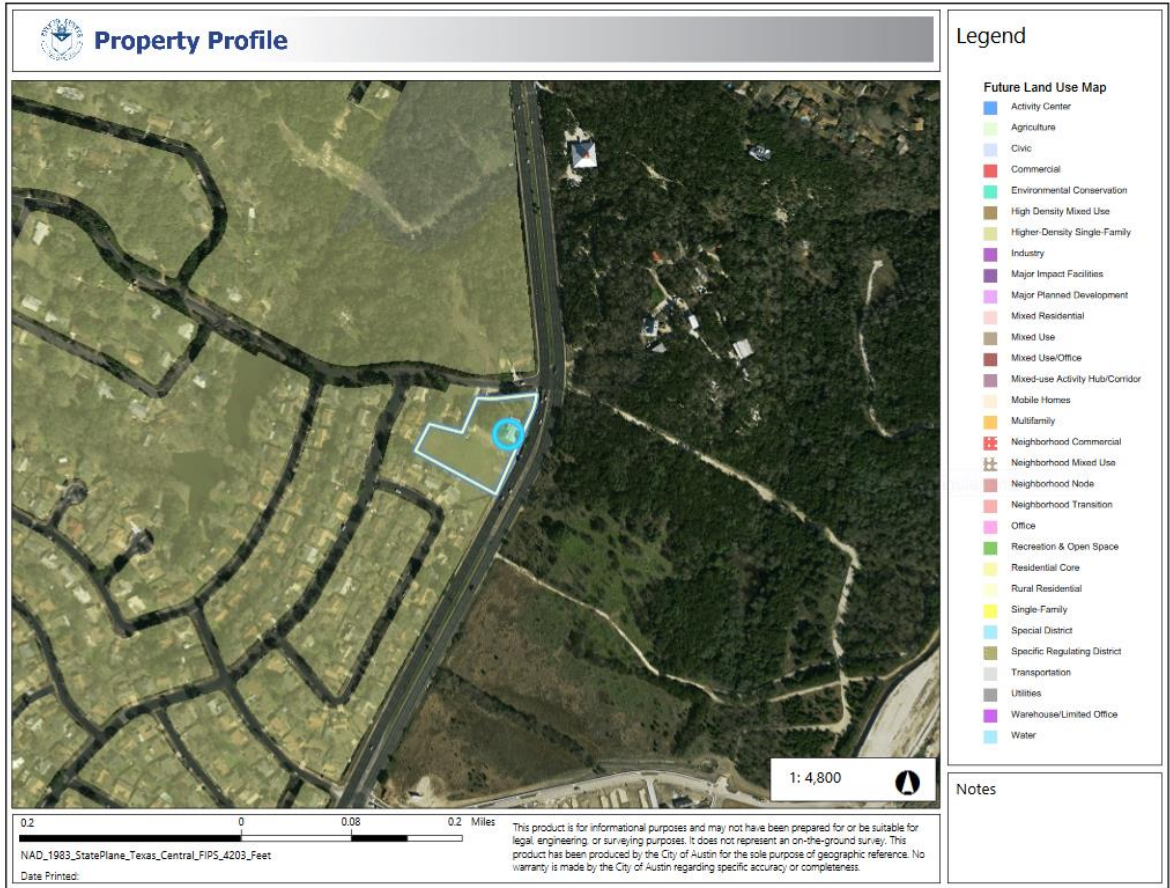 Property Profile
Legend
Future Land Use Map
Activity Center
Agriculture
Civic
Commercial
Environmental Conservation
High Density Mixed Use
Higher-Density Single-Family
Industry
Major Impact Facilities
Major Planned Development
Mixed Residential
Mixed Use
Mixed Use/Office
Mixed-use Activity Hub/Corridor
Mobile Homes
Multifamily
Neighborhood Commercial
Neighborhood Mixed Use
Neighborhood Node
Neighborhood Transition
Office
Recreation & Open Space
Residential Core
Rural Residential
Single-Family
Special District
Specific Regulating District
Transportation
Utilities
Warehouse/Limited Office
Water
1: 4,800
Notes
0.2 0 0.08 0.2 Miles
NAD_1983_StatePlane_Texas_Central_FIPS_4203_Feet
Date Printed:
This product is for informational purposes and may not have been prepared for or be suitable for
legal, engineering, or surveying purposes. It does not represent an on-the-ground survey. This
product has been produced by the City of Austin for the sole purpose of geographic reference. No
warranty is made by the City of Austin regarding specific accuracy or completeness.